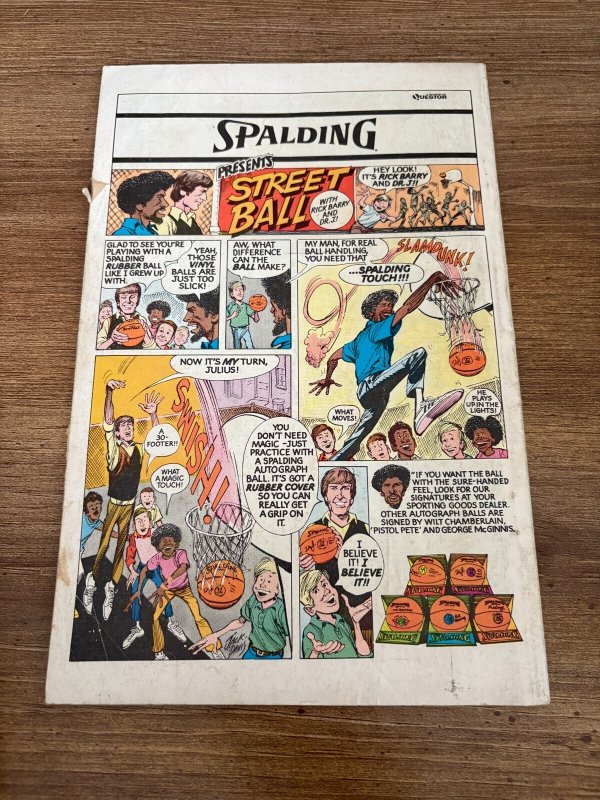 QUESTOR
SPALDING
PRESENTS
STREET
BALL
WITH
RICK BARRY
AND
DR.J!
HEY LOOK!
IT'S RICK BARRY
AND DR.J!!
GLAD TO SEE YOU'RE
PLAYING WITH A
SPALDING
RUBBER BALL
LIKE I GREW UP
WITH.
YEAH,
THOSE
VINYL
BALLS ARE
JUST TOO
SLICK!
AW, WHAT
DIFFERENCE
CAN THE
BALL MAKE?
MY MAN, FOR REAL
BALL HANDLING,
YOU NEED THAT
...SPALDING
TOUCH!!!
SLAMDUNK!
WHAT
MOVES!
HE
PLAYS
UP IN THE
LIGHTS!
NOW IT'S MY TURN,
JULIUS!
A
30-
FOOTER!!
WHAT
A MAGIC
TOUCH!
SWISH!
YOU
DON'T NEED
MAGIC -JUST
PRACTICE WITH
A SPALDING
AUTOGRAPH
BALL. IT'S GOT A
RUBBER COVER
SO YOU CAN
REALLY GET
A GRIP ON
IT.
I
BELIEVE
IT! I
BELIEVE
IT!!
"IF YOU WANT THE BALL
WITH THE SURE-HANDED
FEEL, LOOK FOR OUR
SIGNATURES AT YOUR
SPORTING GOODS DEALER.
OTHER AUTOGRAPH BALLS ARE
SIGNED BY WILT CHAMBERLAIN,
'PISTOL PETE' AND GEORGE McGINNIS.
SPALDING
SPALDING
SPALDING
SPALDING
SPALDING